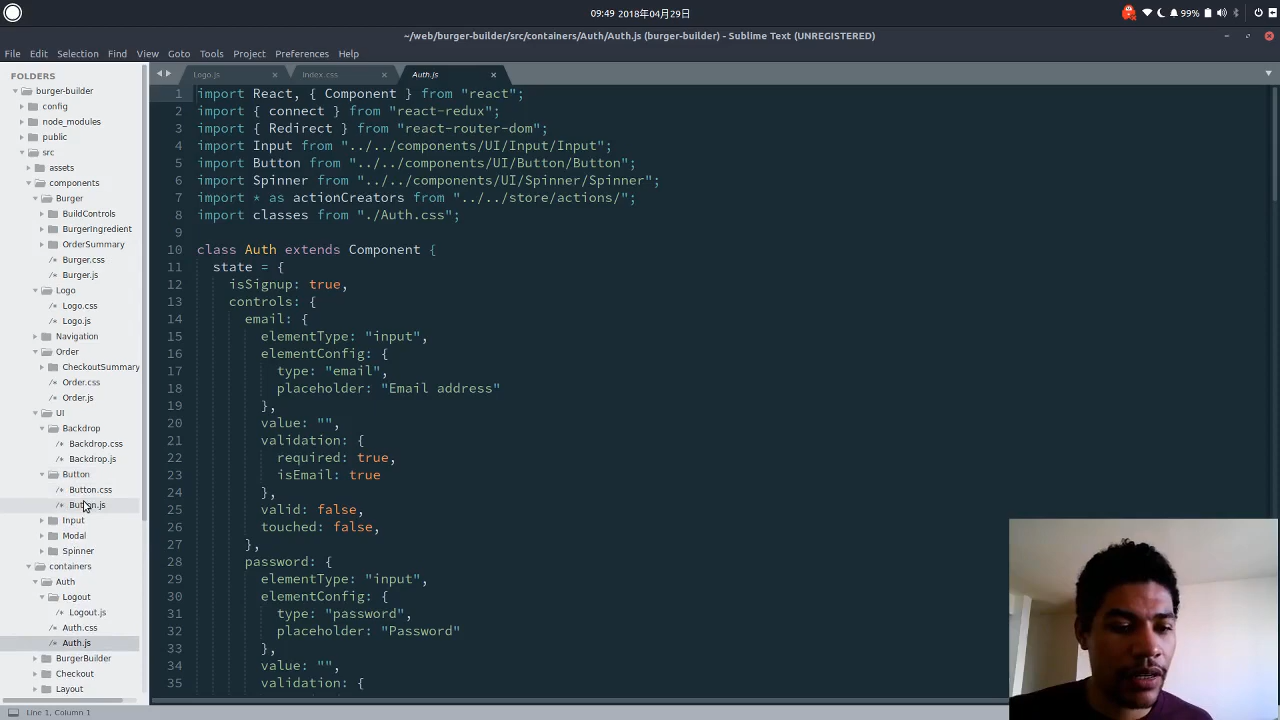 09:49 2018年04月29日
99%
~/web/burger-builder/src/containers/Auth/Auth.js (burger-builder) - Sublime Text (UNREGISTERED)
File Edit Selection Find View Goto Tools Project Preferences Help
FOLDERS
burger-builder
config
node_modules
public
src
assets
components
Burger
BuildControls
BurgerIngredient
OrderSummary
/* Burger.css
/* Burger.js
Logo
/* Logo.css
/* Logo.js
Navigation
Order
CheckoutSummary
/* Order.css
/* Order.js
UI
Backdrop
/* Backdrop.css
/* Backdrop.js
Button
/* Button.css
/* Button.js
Input
Modal
Spinner
containers
Auth
Logout
/* Logout.js
/* Auth.css
/* Auth.js
BurgerBuilder
Checkout
Layout
Logo.js × Index.css × Auth.js ×
1 import React, { Component } from "react";
2 import { connect } from "react-redux";
3 import { Redirect } from "react-router-dom";
4 import Input from "../../components/UI/Input/Input";
5 import Button from "../../components/UI/Button/Button";
6 import Spinner from "../../components/UI/Spinner/Spinner";
7 import * as actionCreators from "../../store/actions/";
8 import classes from "./Auth.css";
9
10 class Auth extends Component {
11 state = {
12 isSignup: true,
13 controls: {
14 email: {
15 elementType: "input",
16 elementConfig: {
17 type: "email",
18 placeholder: "Email address"
19 },
20 value: "",
21 validation: {
22 required: true,
23 isEmail: true
24 },
25 valid: false,
26 touched: false,
27 },
28 password: {
29 elementType: "input",
30 elementConfig: {
31 type: "password",
32 placeholder: "Password"
33 },
34 value: "",
35 validation: {
Line 1, Column 1